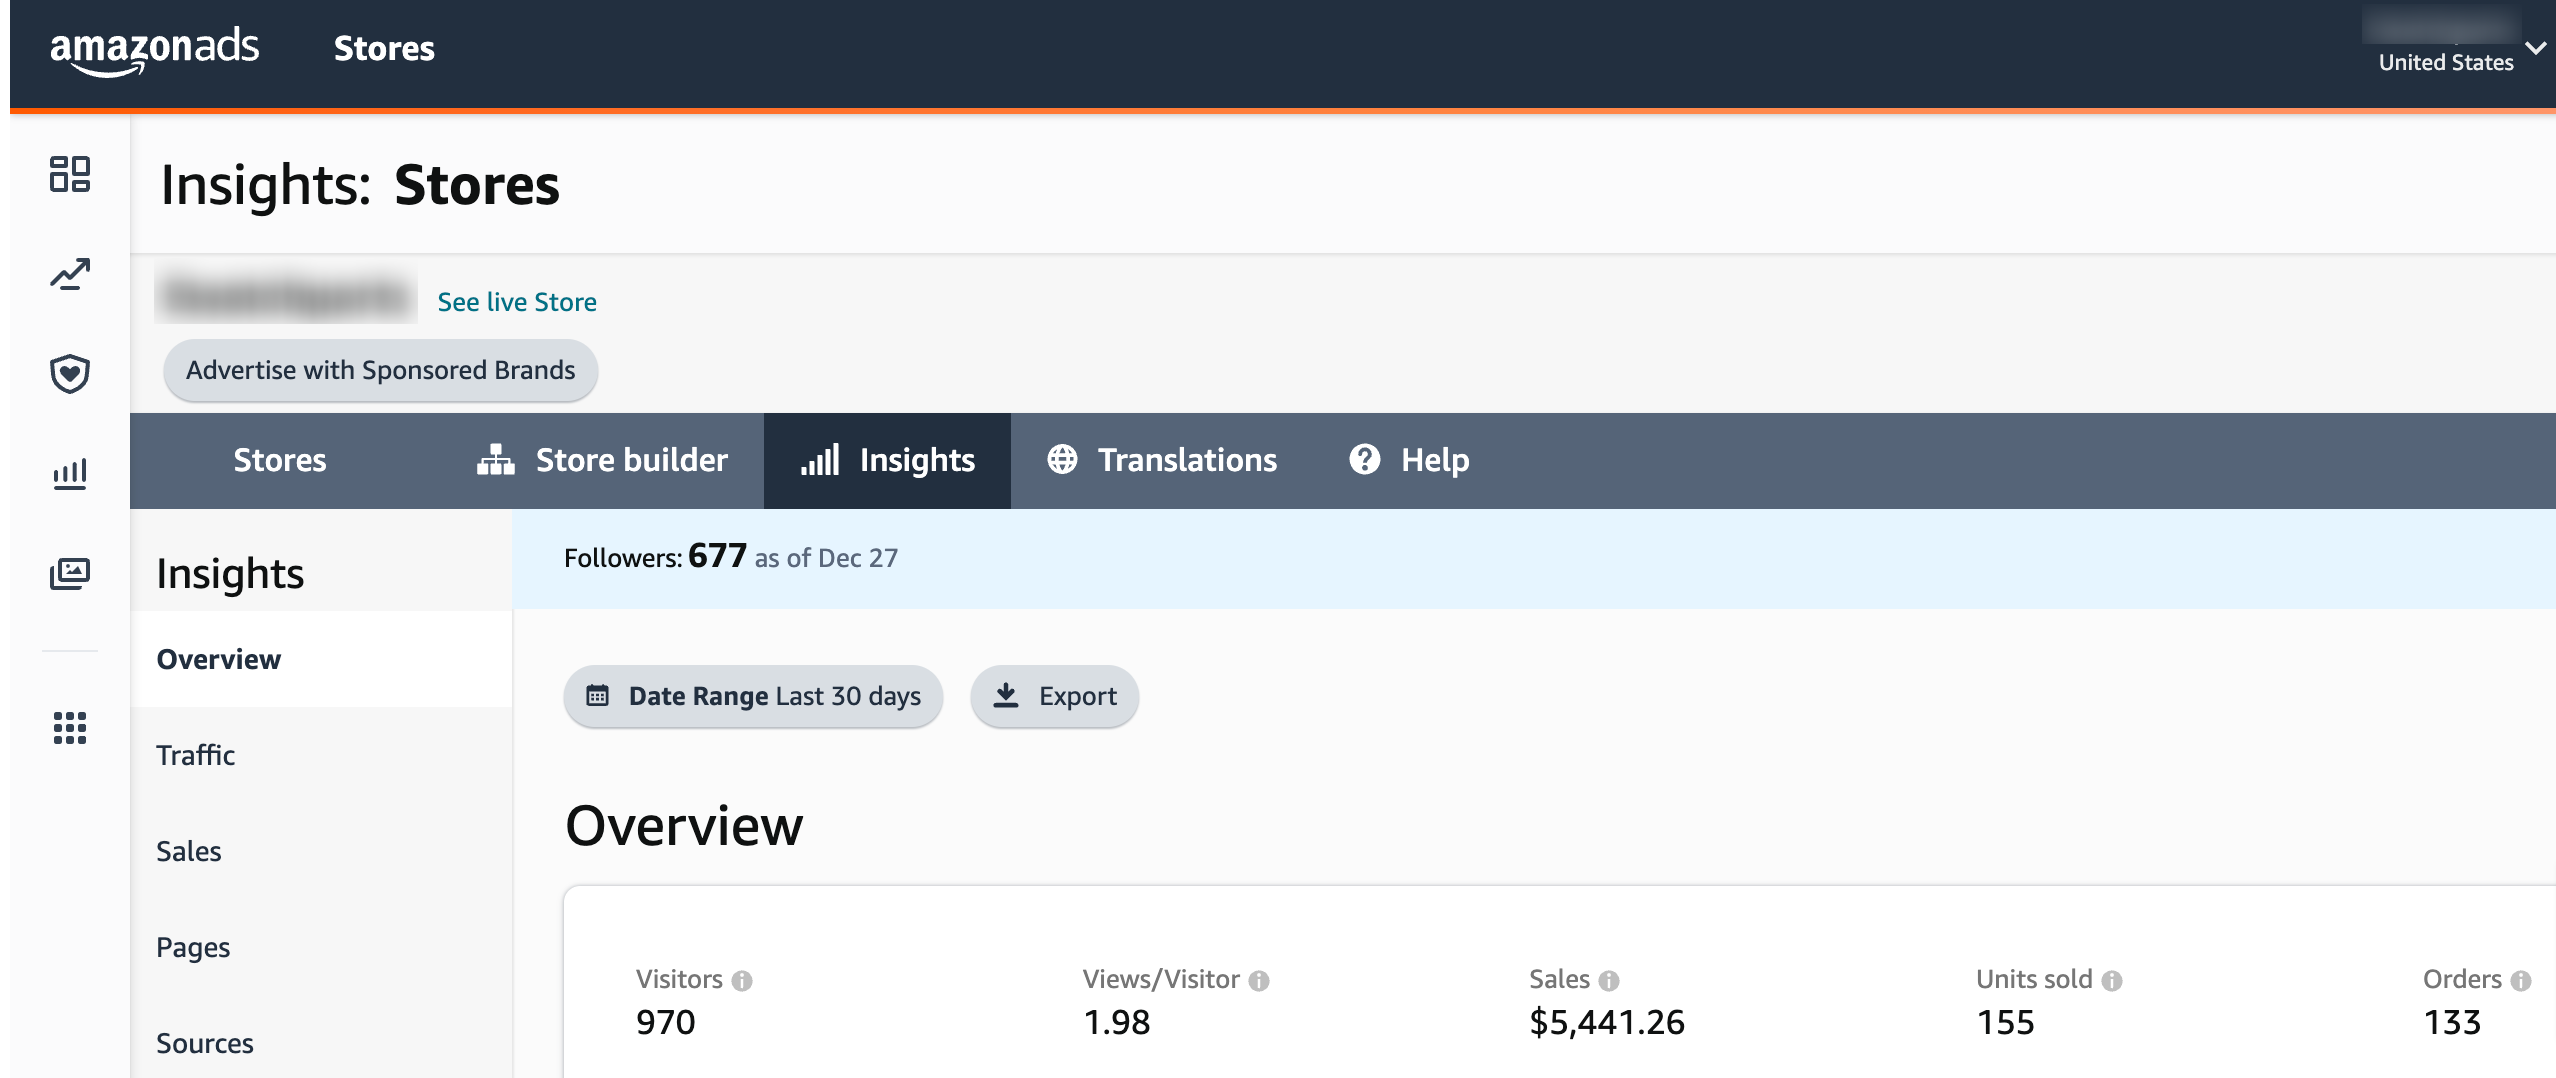 amazonads
Stores
United States
Insights: Stores
See live Store
Advertise with Sponsored Brands
Stores
Store builder
Insights
Translations
Help
Insights
Overview
Traffic
Sales
Pages
Sources
Followers: 677 as of Dec 27
Date Range Last 30 days
Export
Overview
Visitors
970
Views/Visitor
1.98
Sales
$5,441.26
Units sold
155
Orders
133